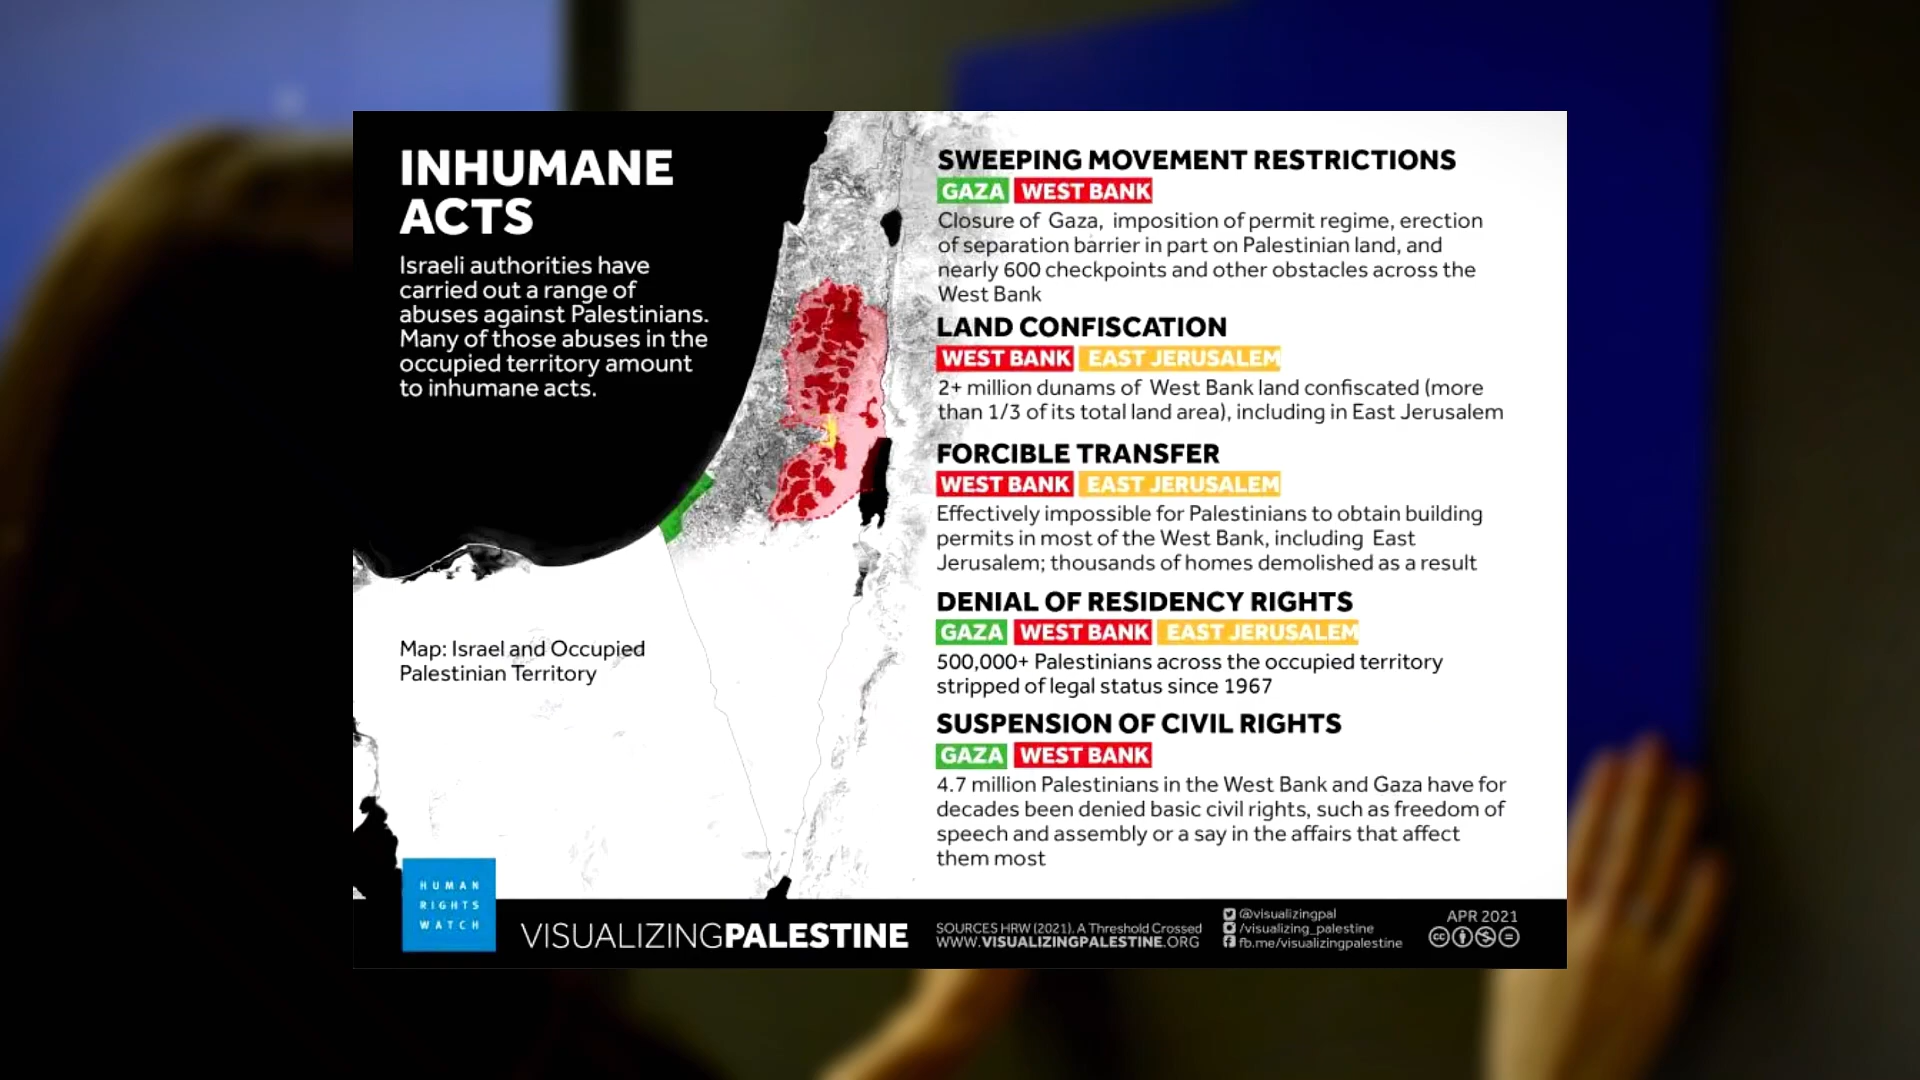 INHUMANE
ACTS
Israeli authorities have
carried out a range of
abuses against Palestinians.
Many of those abuses in the
occupied territory amount
to inhumane acts.
Map: Israel and Occupied
Palestinian Territory
SWEEPING MOVEMENT RESTRICTIONS
GAZA WEST BANK
Closure of Gaza, imposition of permit regime, erection
of separation barrier in part on Palestinian land, and
nearly 600 checkpoints and other obstacles across the
West Bank
LAND CONFISCATION
WEST BANK EAST JERUSALEM
2+ million dunams of West Bank land confiscated (more
than 1/3 of its total land area), including in East Jerusalem
FORCIBLE TRANSFER
WEST BANK EAST JERUSALEM
Effectively impossible for Palestinians to obtain building
permits in most of the West Bank, including East
Jerusalem; thousands of homes demolished as a result
DENIAL OF RESIDENCY RIGHTS
GAZA WEST BANK EAST JERUSALEM
500,000+ Palestinians across the occupied territory
stripped of legal status since 1967
SUSPENSION OF CIVIL RIGHTS
GAZA WEST BANK
4.7 million Palestinians in the West Bank and Gaza have for
decades been denied basic civil rights, such as freedom of
speech and assembly or a say in the affairs that affect
them most
HUMAN
RIGHTS
WATCH
VISUALIZINGPALESTINE
SOURCES HRW (2021). A Threshold Crossed
WWW.VISUALIZINGPALESTINE.ORG
@visualizingpal
/visualizing_palestine
fb.me/visualizingpalestine
APR 2021